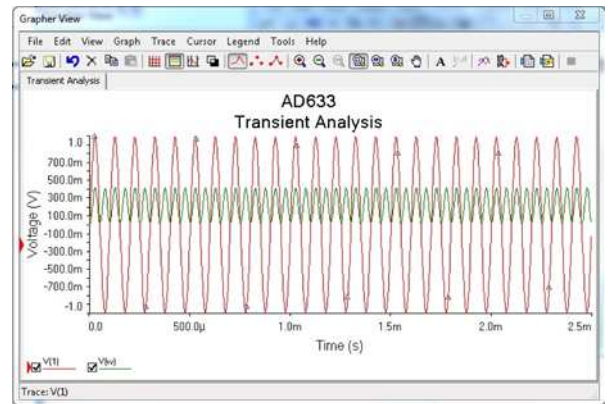 Grapher View
File Edit View Graph Trace Cursor Legend Tools Help
Transient Analysis
AD633
Transient Analysis
Voltage (V)
1.0
700.0m
500.0m
300.0m
100.0m
-100.0m
-300.0m
-500.0m
-700.0m
-1.0
0.0 500.0µ 1.0m 1.5m 2.0m 2.5m
Time (s)
V(1)
Trace: V(1)